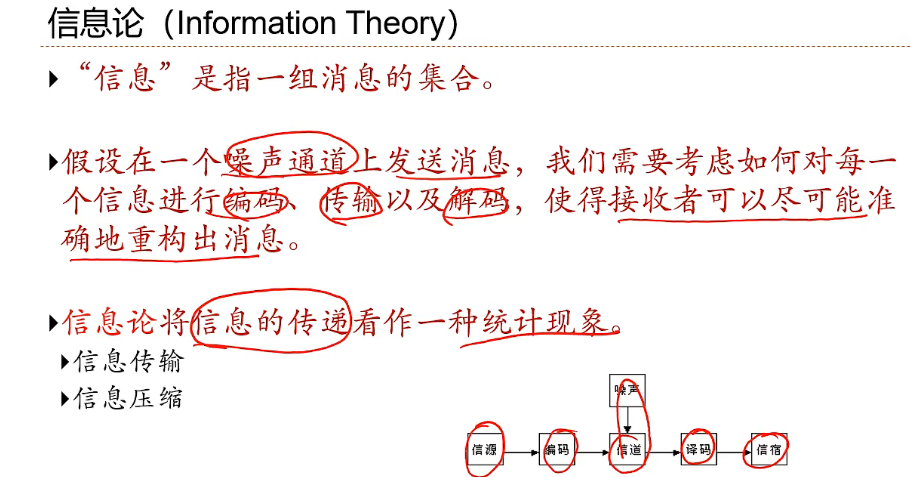 信息论（Information Theory）
“信息”是指一组消息的集合。
假设在一个噪声通道上发送消息，我们需要考虑如何对每一
个信息进行编码、传输以及解码，使得接收者可以尽可能准
确地重构出消息。
信息论将信息的传递看作一种统计现象。
信息传输
信息压缩
噪声
信源 编码 信道 译码 信宿